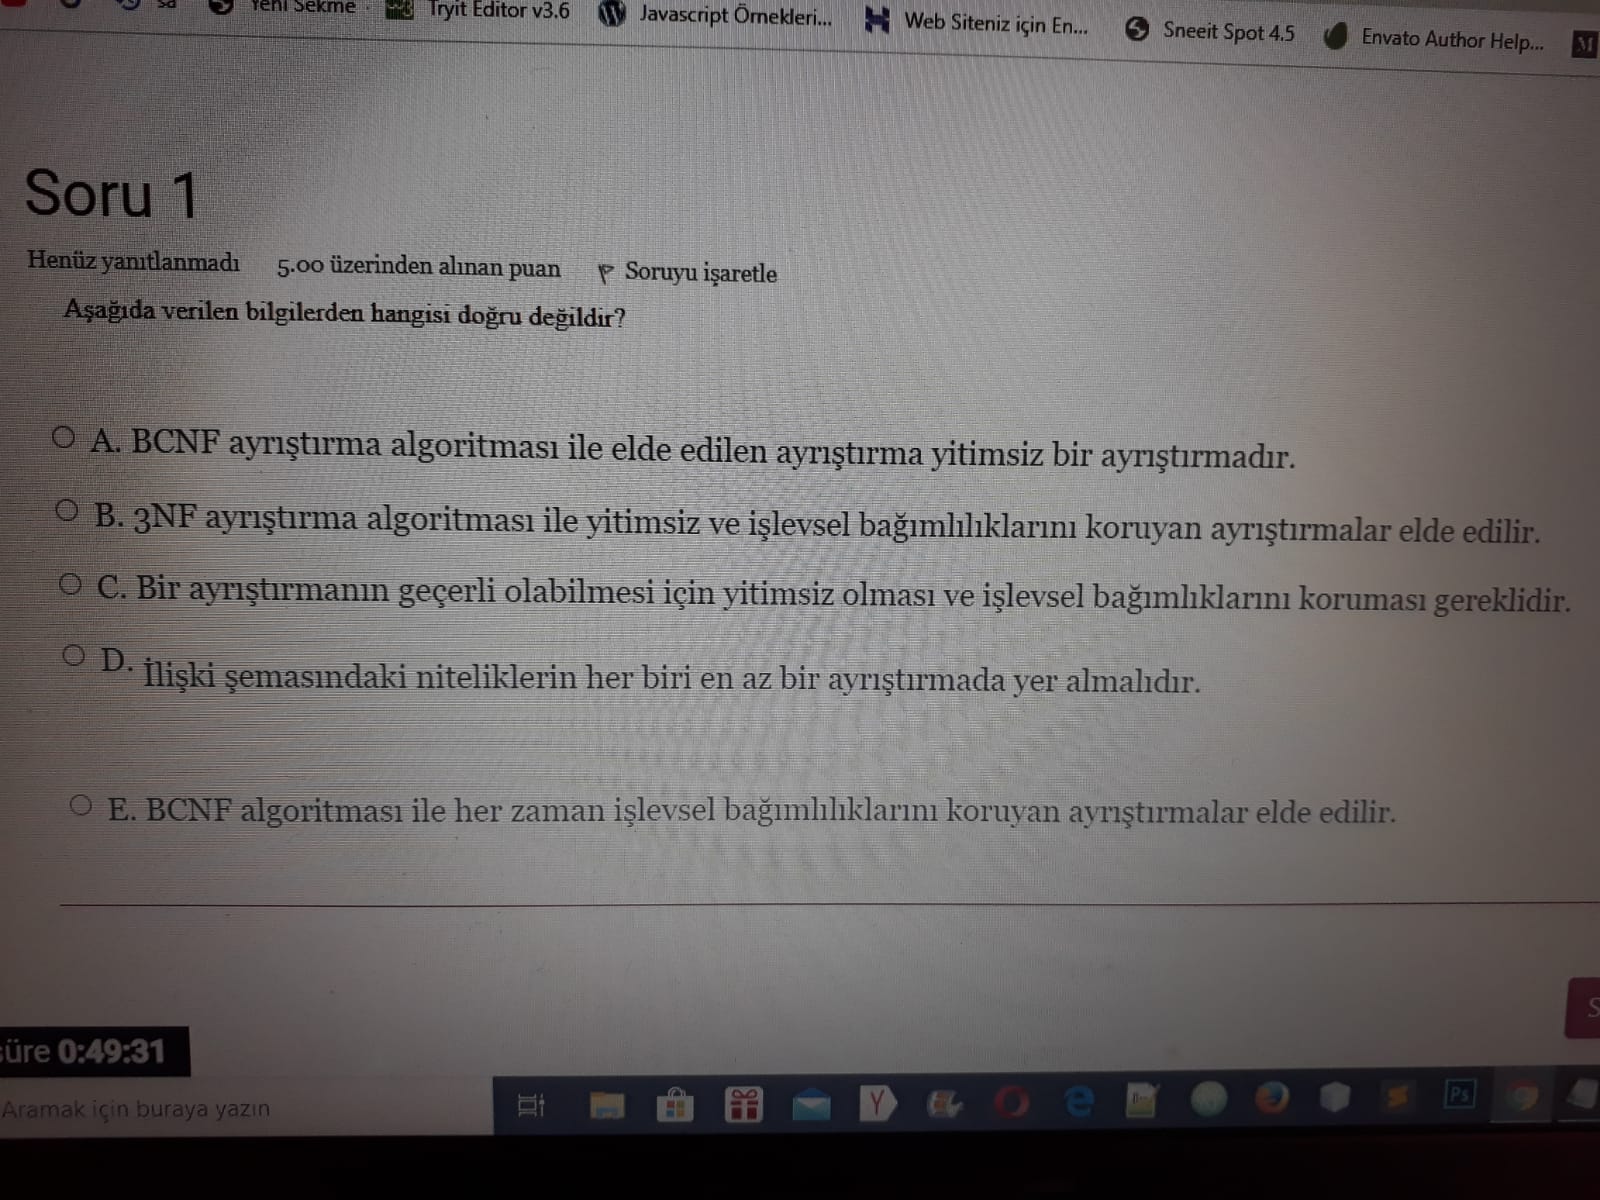 Yeni Sekme
Tryit Editor v3.6
Javascript Örnekleri...
Web Siteniz için En...
Sneeit Spot 4.5
Envato Author Help...
M
Soru 1
Henüz yanıtlanmadı 5.00 üzerinden alınan puan Soruyu işaretle
Aşağıda verilen bilgilerden hangisi doğru değildir?
A. BCNF ayrıştırma algoritması ile elde edilen ayrıştırma yitimsiz bir ayrıştırmadır.
B. 3NF ayrıştırma algoritması ile yitimsiz ve işlevsel bağımlılıklarını koruyan ayrıştırmalar elde edilir.
C. Bir ayrıştırmanın geçerli olabilmesi için yitimsiz olması ve işlevsel bağımlıklarını koruması gereklidir.
D. İlişki şemasındaki niteliklerin her biri en az bir ayrıştırmada yer almalıdır.
E. BCNF algoritması ile her zaman işlevsel bağımlılıklarını koruyan ayrıştırmalar elde edilir.
S
süre 0:49:31
Aramak için buraya yazın
Y
Ps